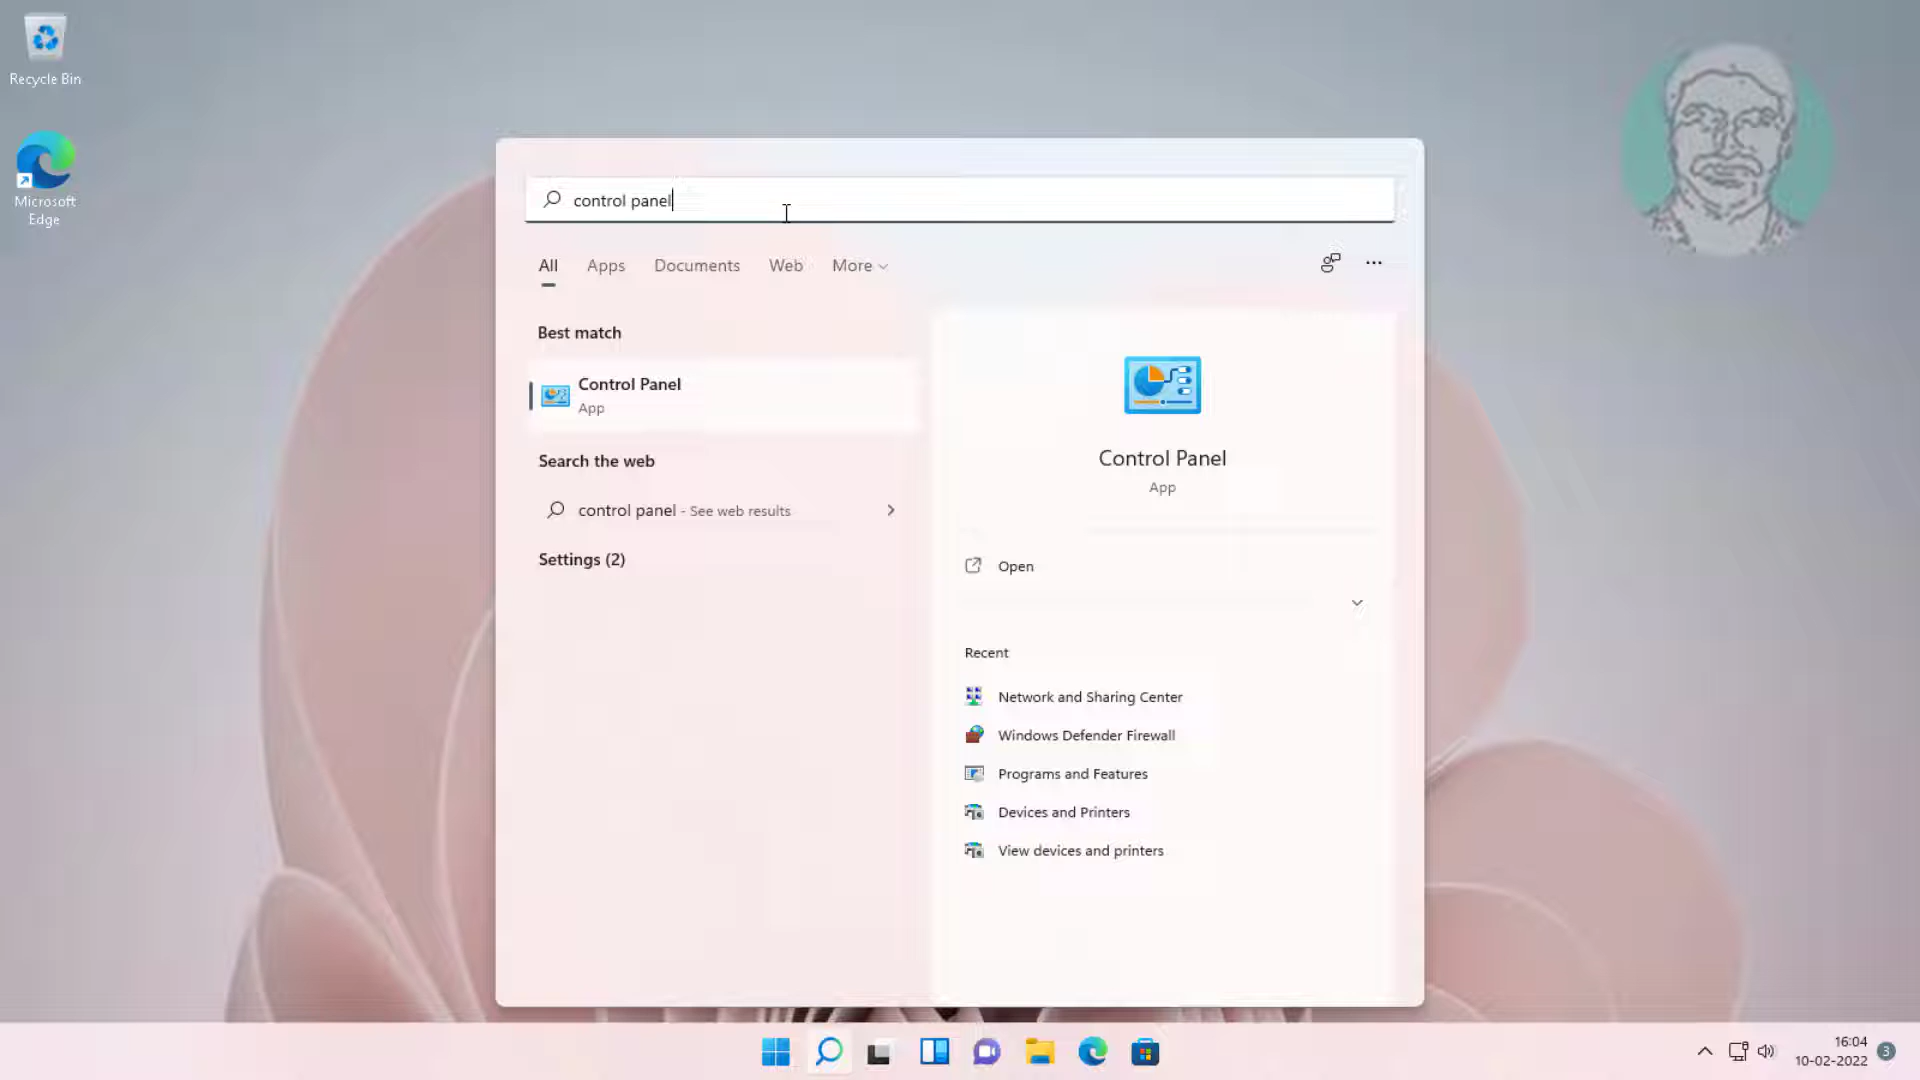 Recycle Bin
Microsoft
Edge
control panel
All Apps Documents Web More
Best match
Control Panel
App
Search the web
control panel - See web results
Settings (2)
Control Panel
App
Open
Recent
Network and Sharing Center
Windows Defender Firewall
Programs and Features
Devices and Printers
View devices and printers
16:04
10-02-2022
3